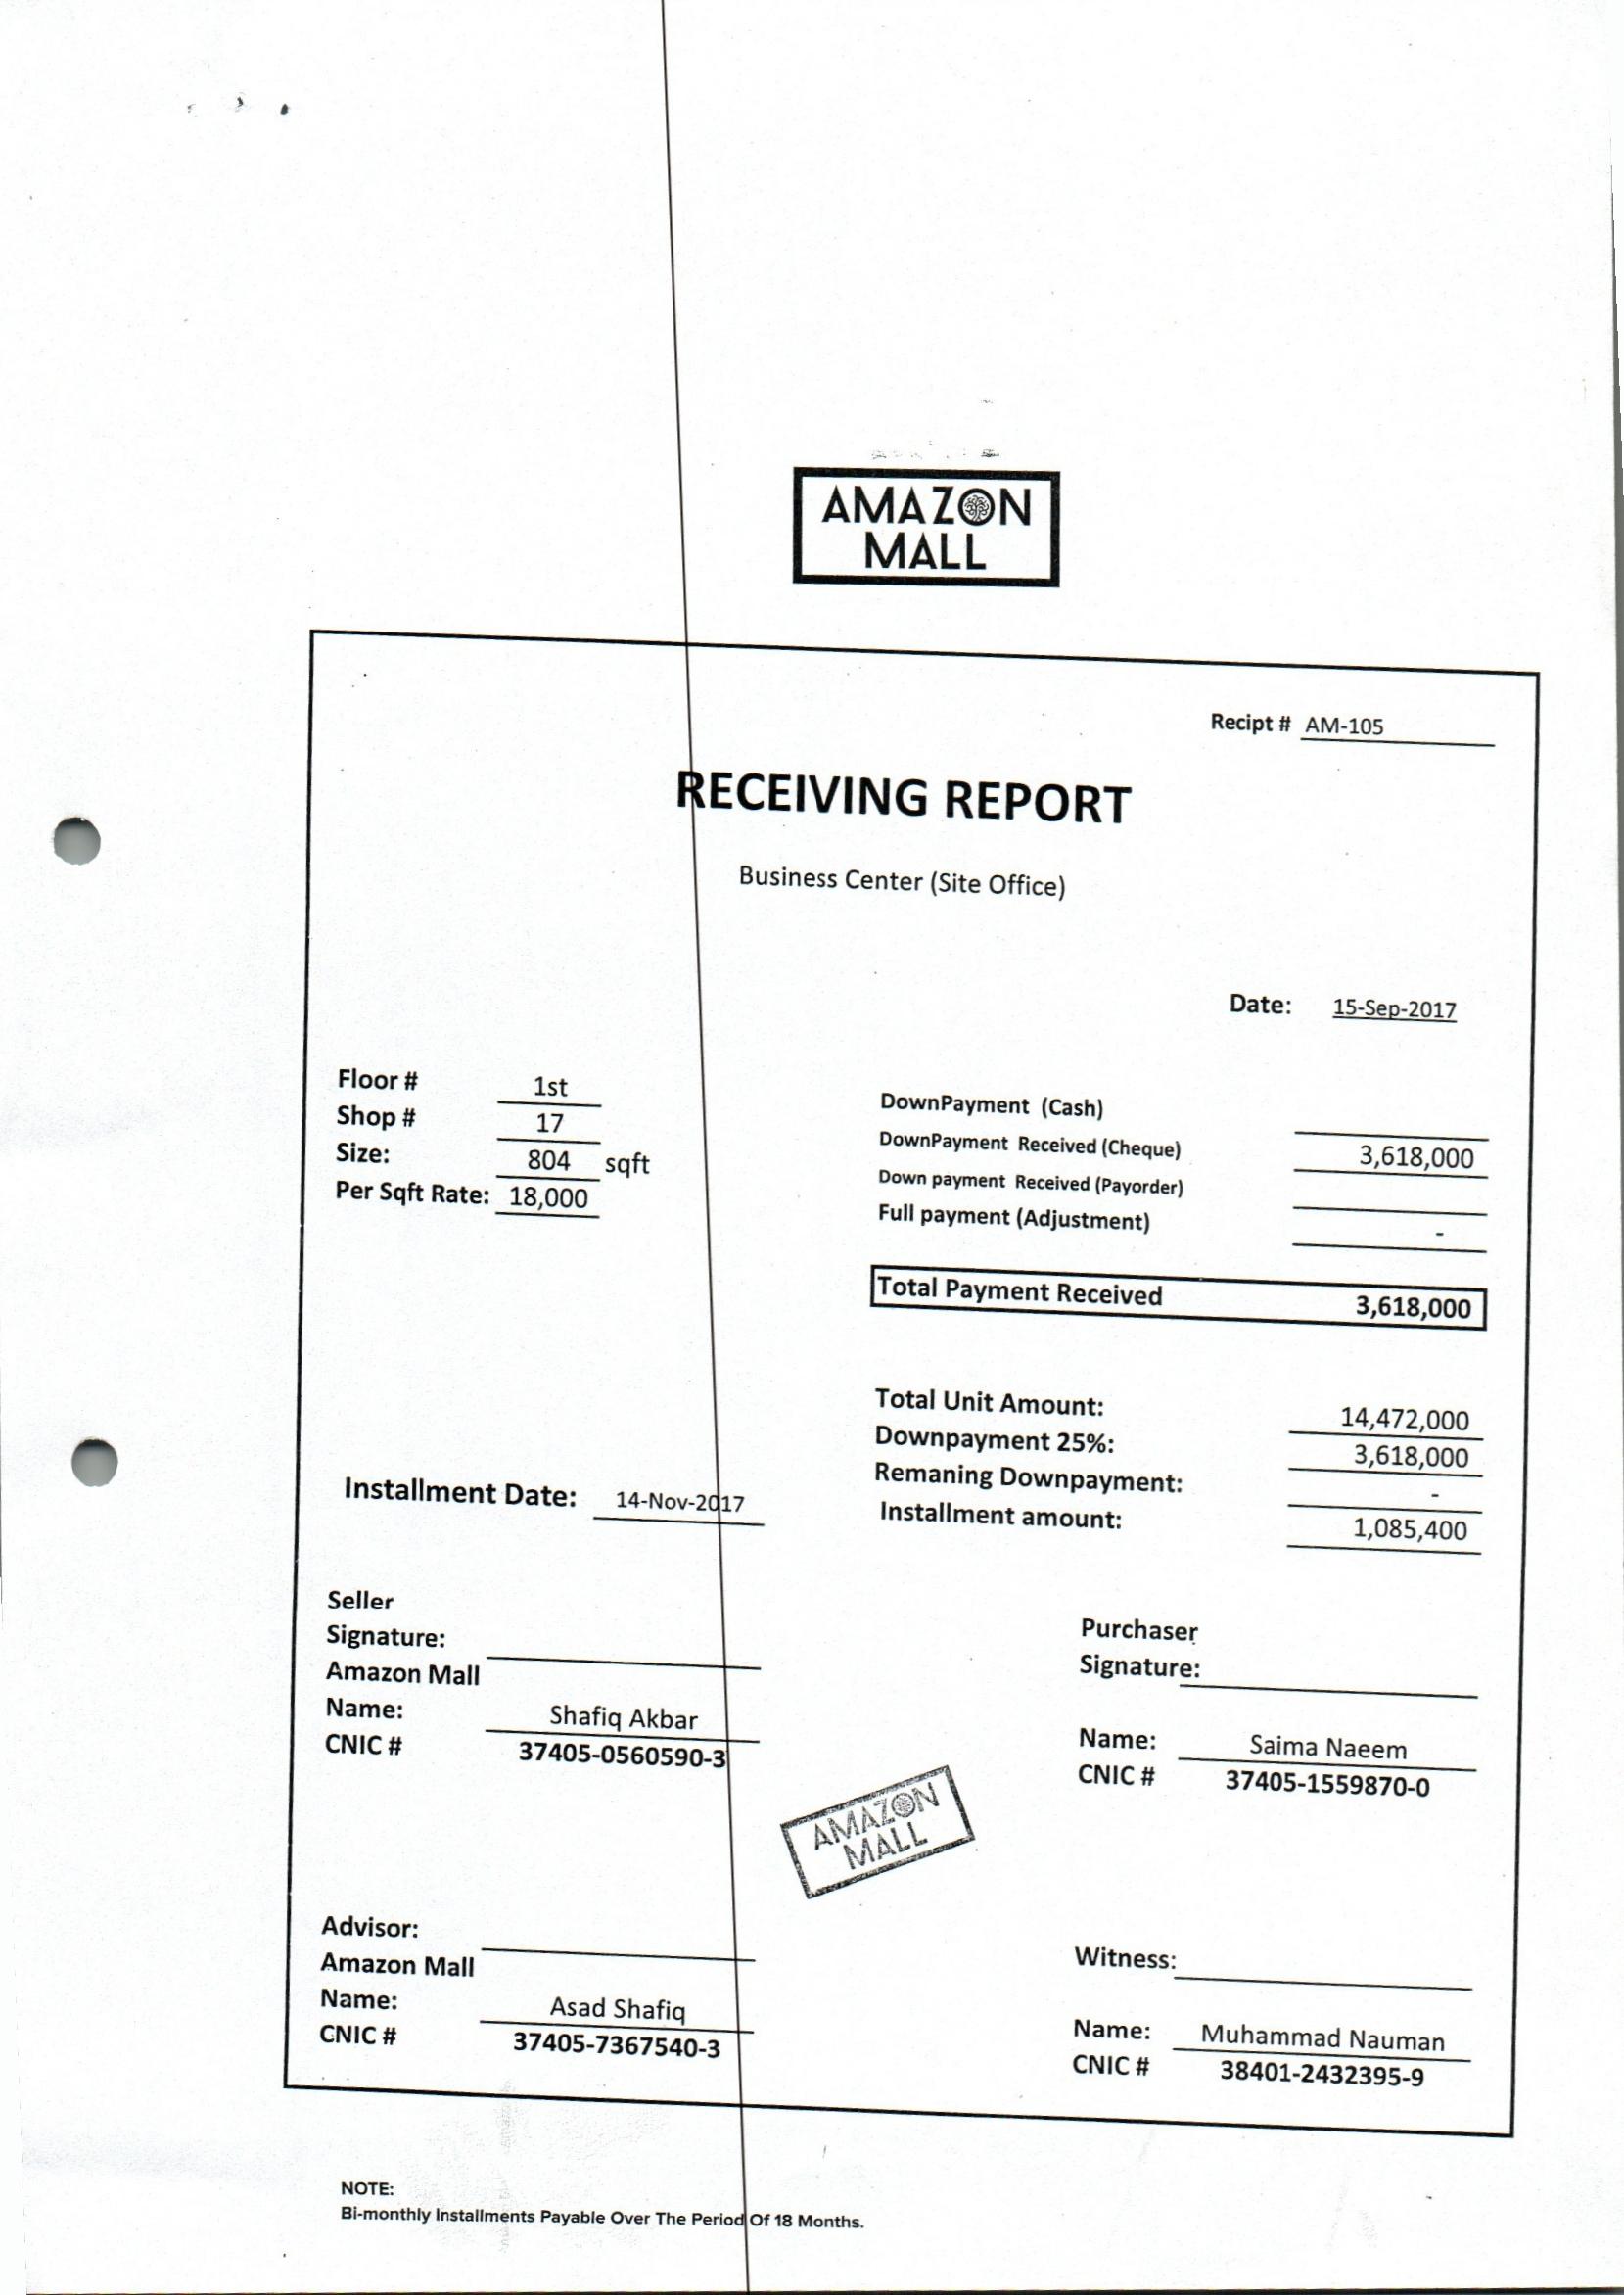 AMAZON
MALL
Recipt # AM-105
RECEIVING REPORT
Business Center (Site Office)
Date: 15-Sep-2017
Floor # 1st
Shop # 17
Size: 804 sqft
Per Sqft Rate: 18,000
DownPayment (Cash)
DownPayment Received (Cheque) 3,618,000
Down payment Received (Payorder)
Full payment (Adjustment) -
Total Payment Received 3,618,000
Total Unit Amount: 14,472,000
Downpayment 25%: 3,618,000
Remaning Downpayment: -
Installment Date: 14-Nov-2017
Installment amount: 1,085,400
Seller
Signature:
Amazon Mall
Name: Shafiq Akbar
CNIC # 37405-0560590-3
Purchaser
Signature:
Name: Saima Naeem
CNIC # 37405-1559870-0
AMAZON
MALL
Advisor:
Amazon Mall
Name: Asad Shafiq
CNIC # 37405-7367540-3
Witness:
Name: Muhammad Nauman
CNIC # 38401-2432395-9
NOTE:
Bi-monthly Installments Payable Over The Period Of 18 Months.